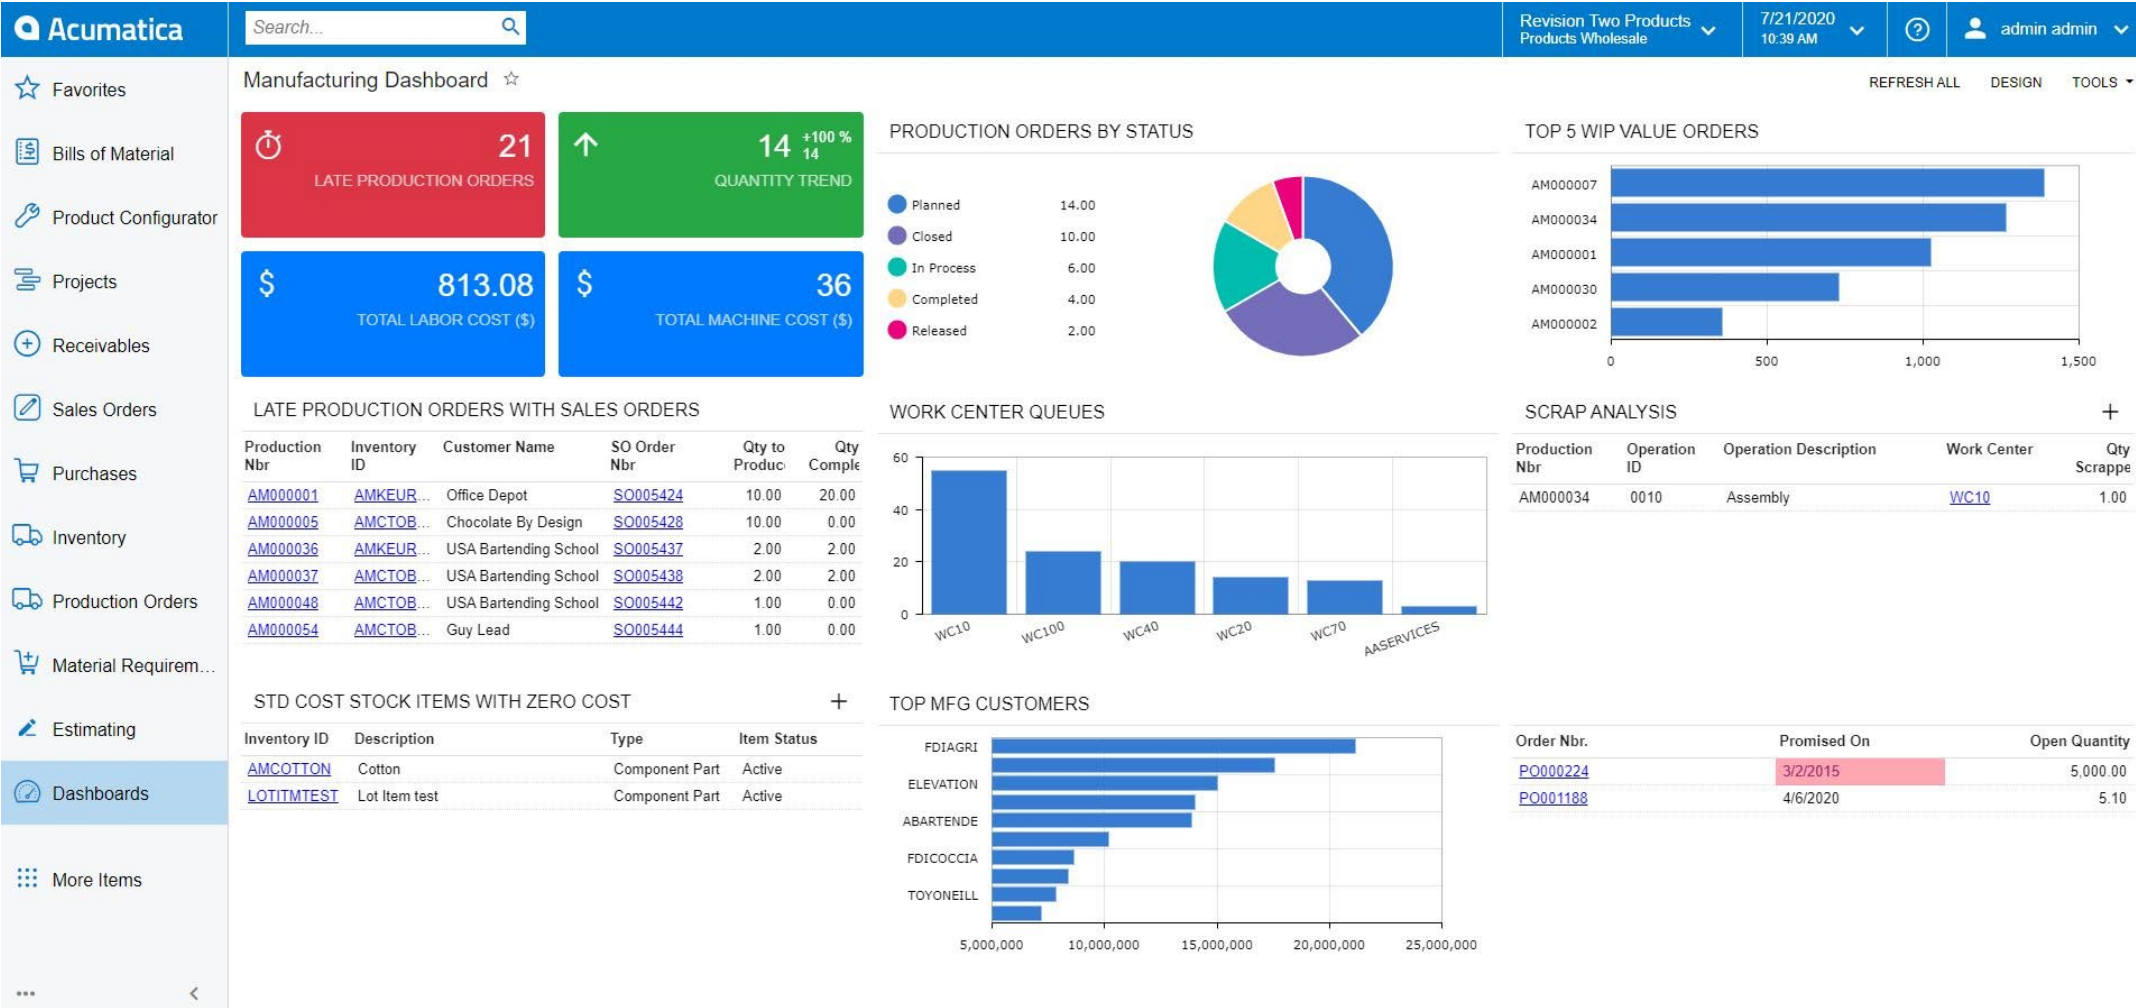 Acumatica
Search...
Revision Two Products
Products Wholesale
7/21/2020
10:39 AM
admin admin
Favorites
Bills of Material
Product Configurator
Projects
Receivables
Sales Orders
Purchases
Inventory
Production Orders
Material Requirem...
Estimating
Dashboards
More Items
Manufacturing Dashboard
REFRESH ALL DESIGN TOOLS
21
LATE PRODUCTION ORDERS
14 +100 %
14
QUANTITY TREND
$ 813.08
TOTAL LABOR COST ($)
$ 36
TOTAL MACHINE COST ($)
PRODUCTION ORDERS BY STATUS
Planned 14.00
Closed 10.00
In Process 6.00
Completed 4.00
Released 2.00
TOP 5 WIP VALUE ORDERS
AM000007
AM000034
AM000001
AM000030
AM000002
0 500 1,000 1,500
LATE PRODUCTION ORDERS WITH SALES ORDERS
Production Inventory Customer Name SO Order Qty to Qty
Nbr ID Nbr Produc Comple
AM000001 AMKEUR... Office Depot SO005424 10.00 20.00
AM000005 AMCTOB... Chocolate By Design SO005428 10.00 0.00
AM000036 AMKEUR... USA Bartending School SO005437 2.00 2.00
AM000037 AMCTOB... USA Bartending School SO005438 2.00 2.00
AM000048 AMCTOB... USA Bartending School SO005442 1.00 0.00
AM000054 AMCTOB... Guy Lead SO005444 1.00 0.00
WORK CENTER QUEUES
60
40
20
0
WC10 WC100 WC40 WC20 WC70 AASERVICES
SCRAP ANALYSIS +
Production Operation Operation Description Work Center Qty
Nbr ID Scrappe
AM000034 0010 Assembly WC10 1.00
STD COST STOCK ITEMS WITH ZERO COST +
Inventory ID Description Type Item Status
AMCOTTON Cotton Component Part Active
LOTITMTEST Lot Item test Component Part Active
TOP MFG CUSTOMERS
FDIAGRI
ELEVATION
ABARTENDE
FDICOCCIA
TOYONEILL
5,000,000 10,000,000 15,000,000 20,000,000 25,000,000
Order Nbr. Promised On Open Quantity
PO000224 3/2/2015 5,000.00
PO001188 4/6/2020 5.10